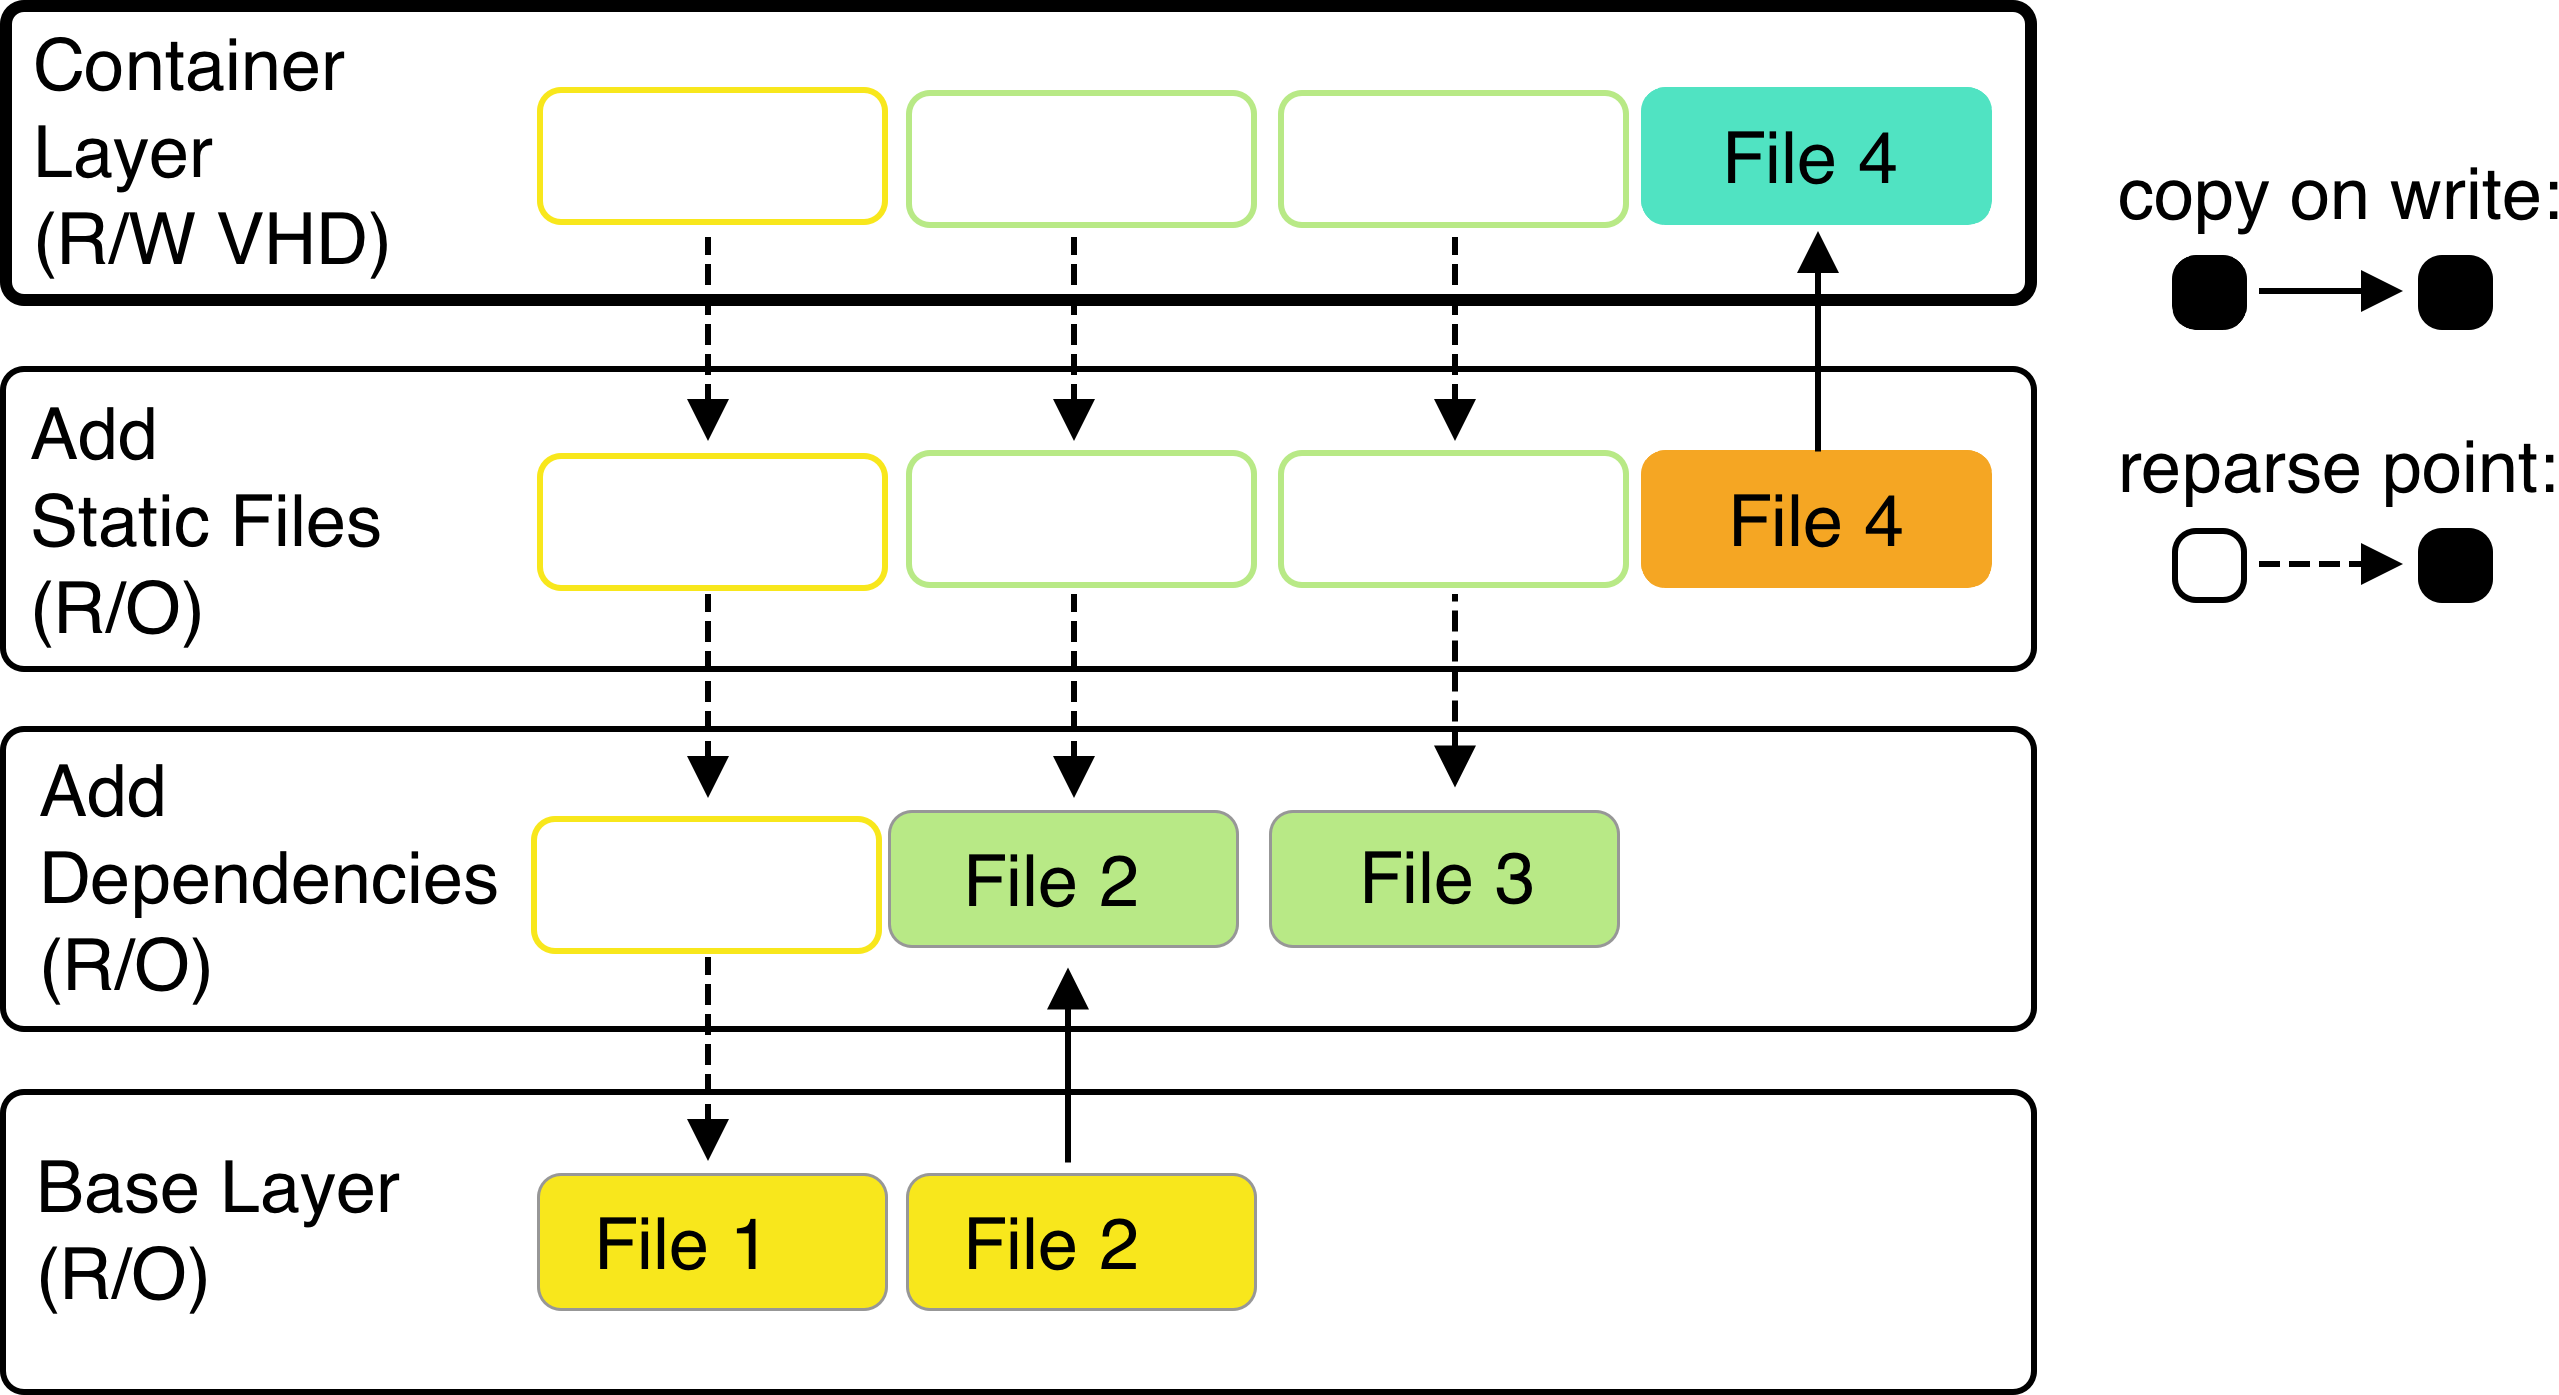 Container
Layer
(R/W VHD)
File 4
copy on write:
Add
Static Files
(R/O)
File 4
reparse point:
Add
Dependencies
(R/O)
File 2
File 3
Base Layer
(R/O)
File 1
File 2